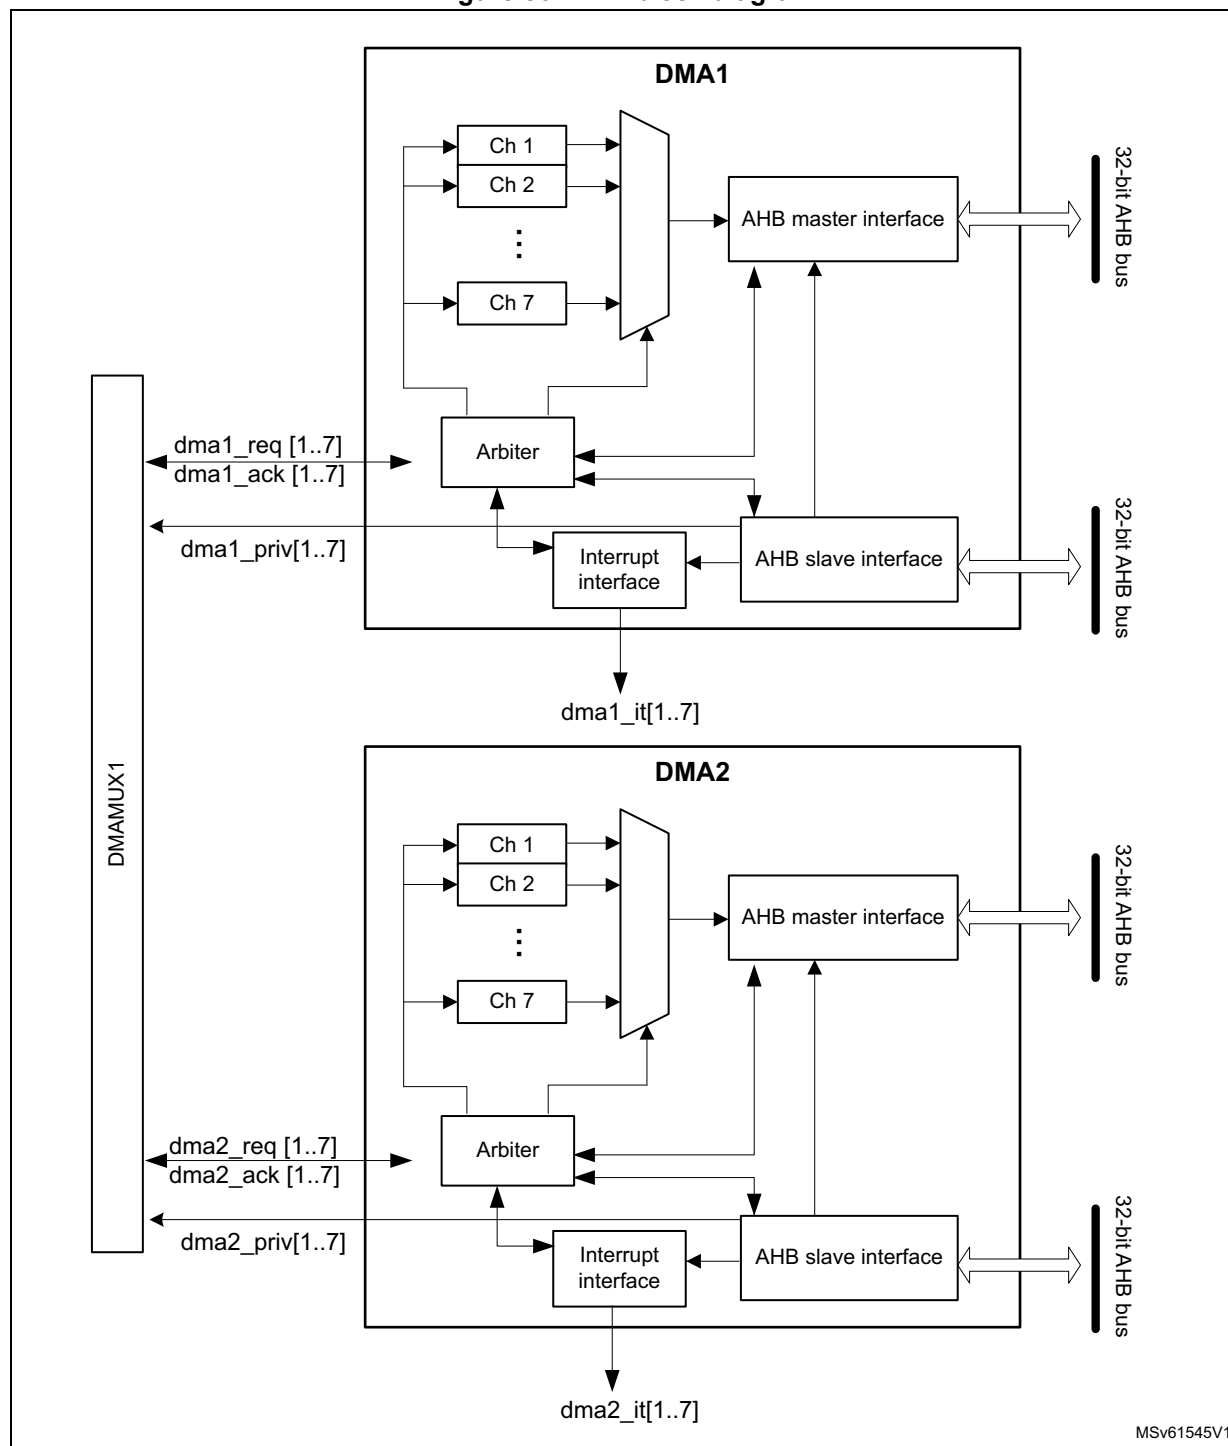 DMA1
Ch 1
Ch 2
Ch 7
AHB master interface
32-bit AHB bus
dma1_req [1..7]
dma1_ack [1..7]
Arbiter
dma1_priv[1..7]
Interrupt
interface
AHB slave interface
32-bit AHB bus
dma1_it[1..7]
DMAMUX1
DMA2
Ch 1
Ch 2
Ch 7
AHB master interface
32-bit AHB bus
dma2_req [1..7]
dma2_ack [1..7]
Arbiter
dma2_priv[1..7]
Interrupt
interface
AHB slave interface
32-bit AHB bus
dma2_it[1..7]
MSv61545V1